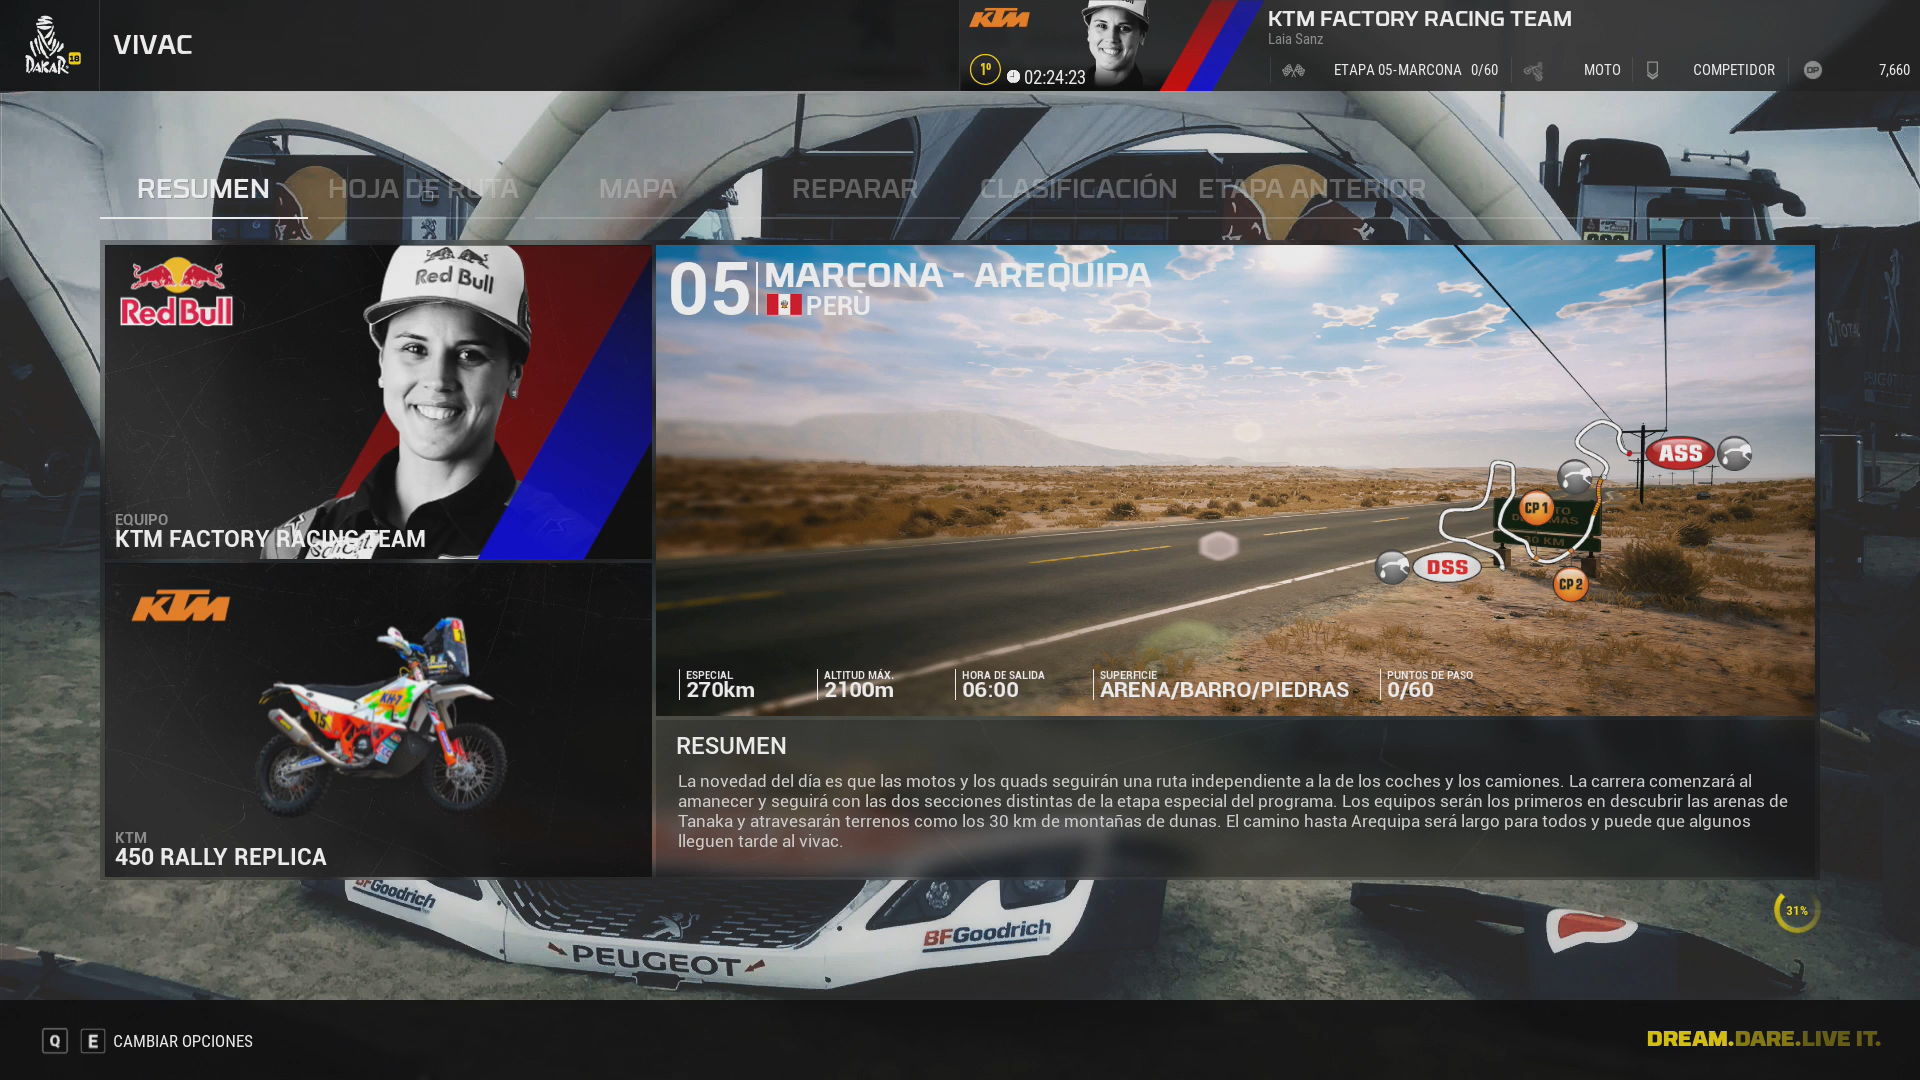 DAKAR 18
VIVAC
KTM
1º
02:24:23
KTM FACTORY RACING TEAM
Laia Sanz
ETAPA 05-MARCONA 0/60
MOTO
COMPETIDOR
DP
7,660
RESUMEN
HOJA DE RUTA
MAPA
REPARAR
CLASIFICACIÓN
ETAPA ANTERIOR
Red Bull
Red Bull
EQUIPO
KTM FACTORY RACING TEAM
KTM
KTM
450 RALLY REPLICA
05
MARCONA - AREQUIPA
PERÙ
ASS
CP 1
DSS
CP 2
30 KM
ESPECIAL
270km
ALTITUD MÁX.
2100m
HORA DE SALIDA
06:00
SUPERFICIE
ARENA/BARRO/PIEDRAS
PUNTOS DE PASO
0/60
RESUMEN
La novedad del día es que las motos y los quads seguirán una ruta independiente a la de los coches y los camiones. La carrera comenzará al
amanecer y seguirá con las dos secciones distintas de la etapa especial del programa. Los equipos serán los primeros en descubrir las arenas de
Tanaka y atravesarán terrenos como los 30 km de montañas de dunas. El camino hasta Arequipa será largo para todos y puede que algunos
lleguen tarde al vivac.
BFGoodrich
PEUGEOT
BFGoodrich
TOTAL
31%
Q E CAMBIAR OPCIONES
DREAM.DARE.LIVE IT.